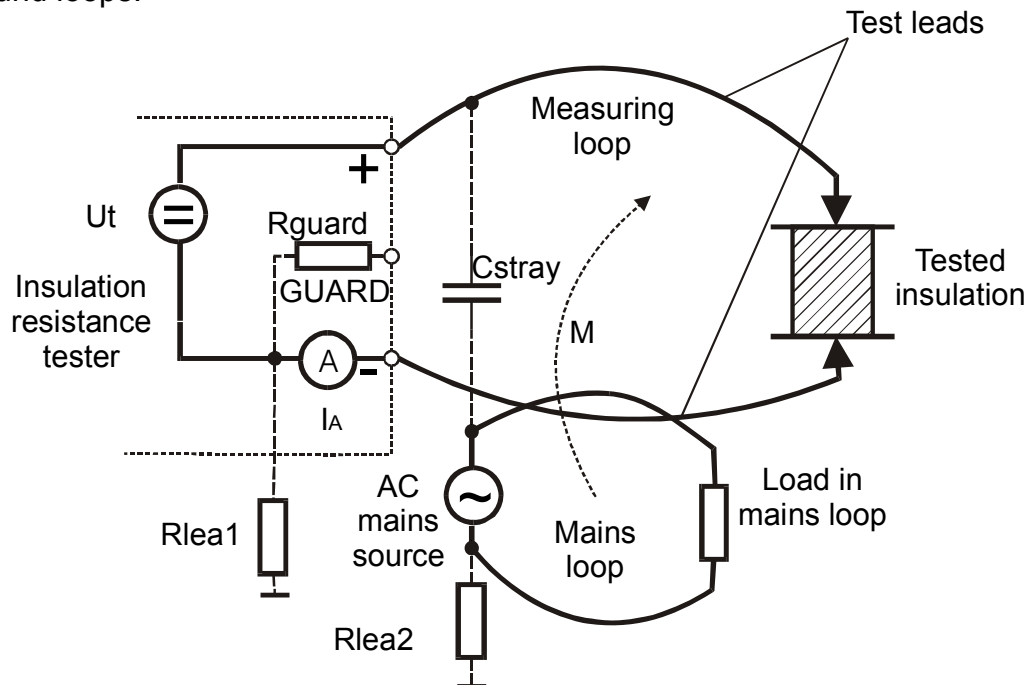 and loops.
Test leads
Measuring
loop
+
Ut
Rguard
GUARD
Cstray
Insulation
resistance
tester
Tested
insulation
M
A
-
IA
AC
mains
source
~
Load in
mains loop
Mains
loop
Rlea1
Rlea2